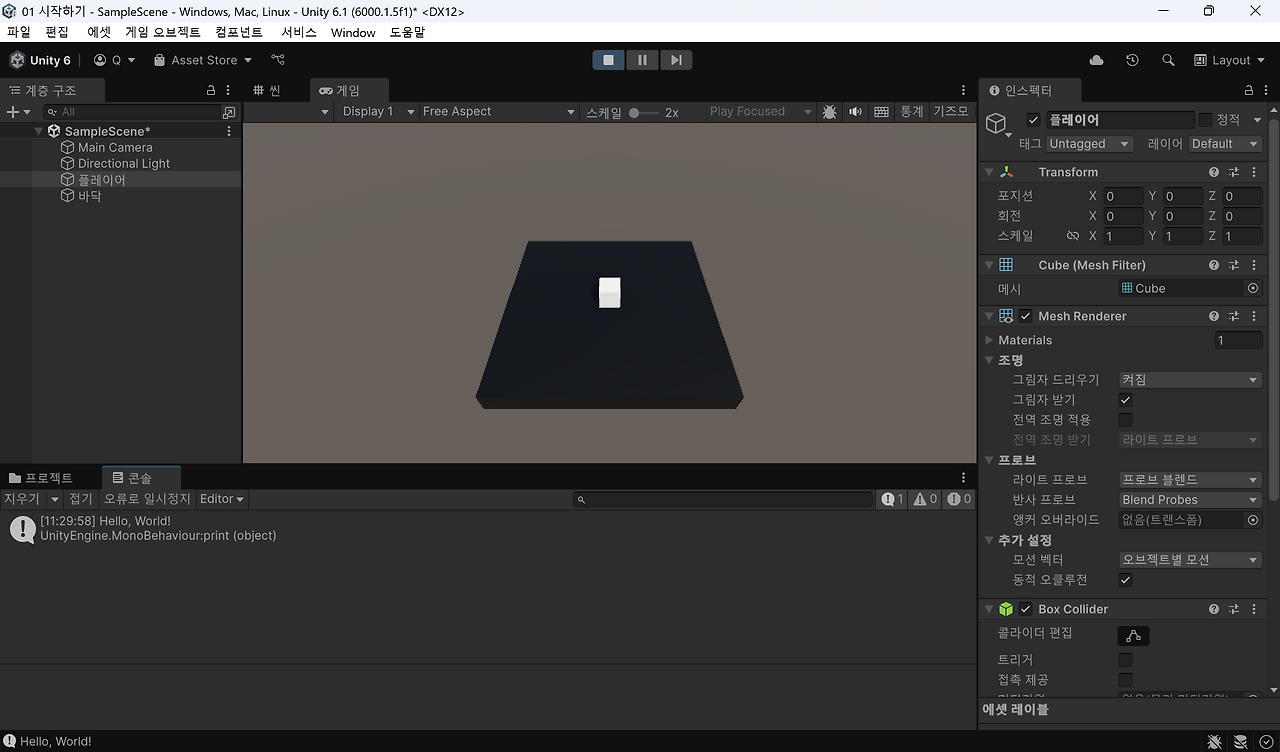 01 시작하기 - SampleScene - Windows, Mac, Linux - Unity 6.1 (6000.1.5f1)* <DX12>
파일 편집 에셋 게임 오브젝트 컴포넌트 서비스 Window 도움말
Unity 6 Q Asset Store Layout
계층 구조
All
SampleScene*
Main Camera
Directional Light
플레이어
바닥
씬 게임
Display 1 Free Aspect 스케일 2x Play Focused 통계 기즈모
인스펙터
플레이어 정적
태그 Untagged 레이어 Default
Transform
포지션 X 0 Y 0 Z 0
회전 X 0 Y 0 Z 0
스케일 X 1 Y 1 Z 1
Cube (Mesh Filter)
메시 Cube
Mesh Renderer
Materials 1
조명
그림자 드리우기 켜짐
그림자 받기
전역 조명 적용
전역 조명 받기 라이트 프로브
프로브
라이트 프로브 프로브 블렌드
반사 프로브 Blend Probes
앵커 오버라이드 없음(트랜스폼)
추가 설정
모션 벡터 오브젝트별 모션
동적 오클루전
Box Collider
콜라이더 편집
트리거
접촉 제공
에셋 레이블
프로젝트 콘솔
지우기 접기 오류로 일시정지 Editor 1 0 0
[11:29:58] Hello, World!
UnityEngine.MonoBehaviour:print (object)
Hello, World!